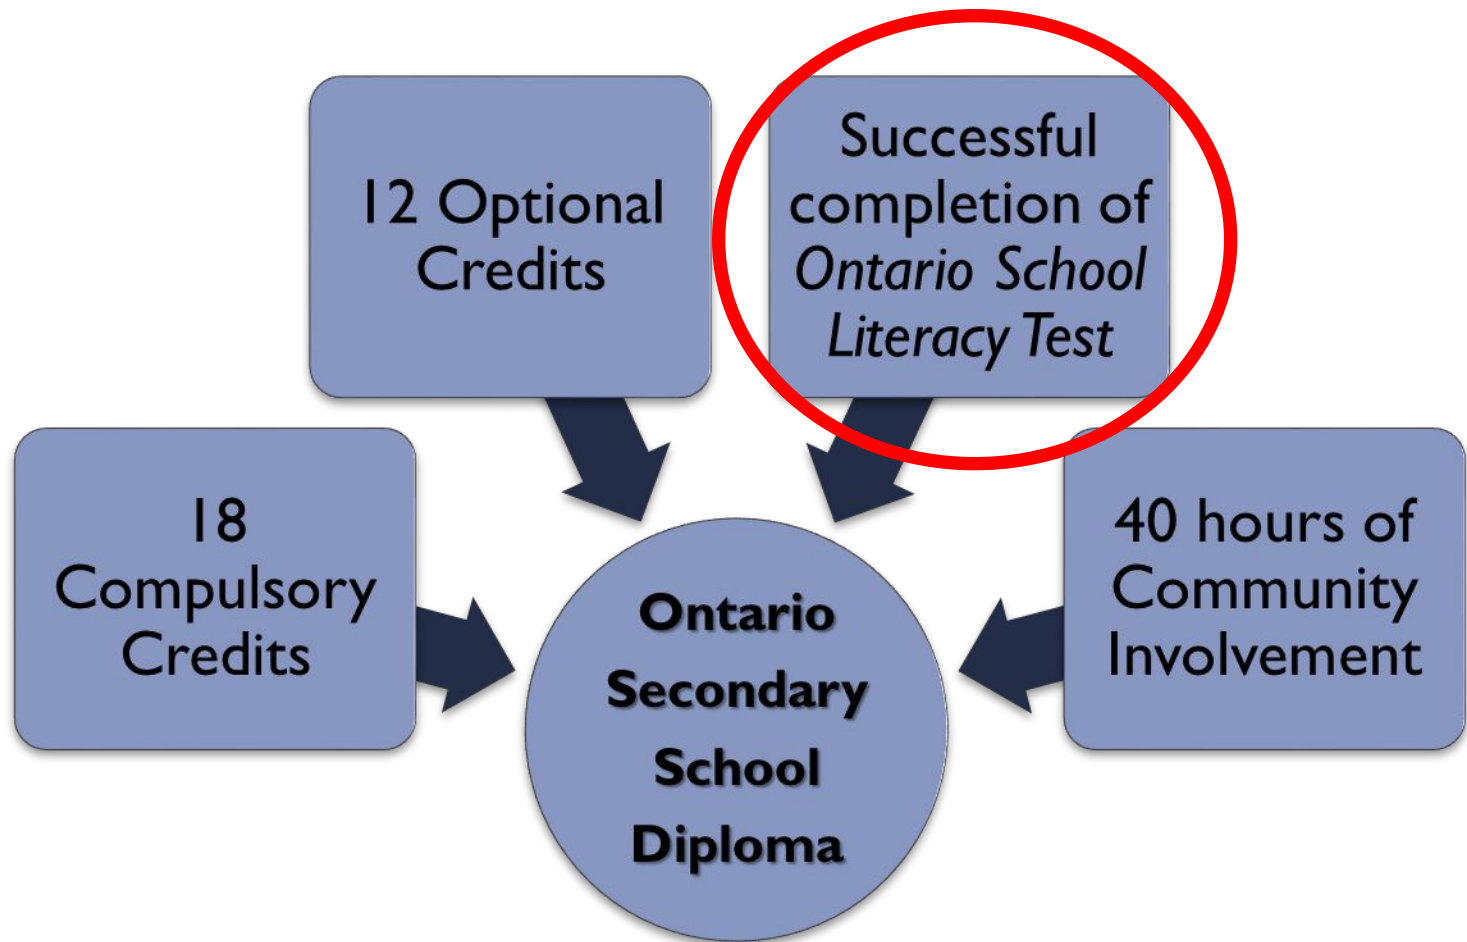 12 Optional
Credits
Successful
completion of
Ontario School
Literacy Test
18
Compulsory
Credits
40 hours of
Community
Involvement
Ontario
Secondary
School
Diploma